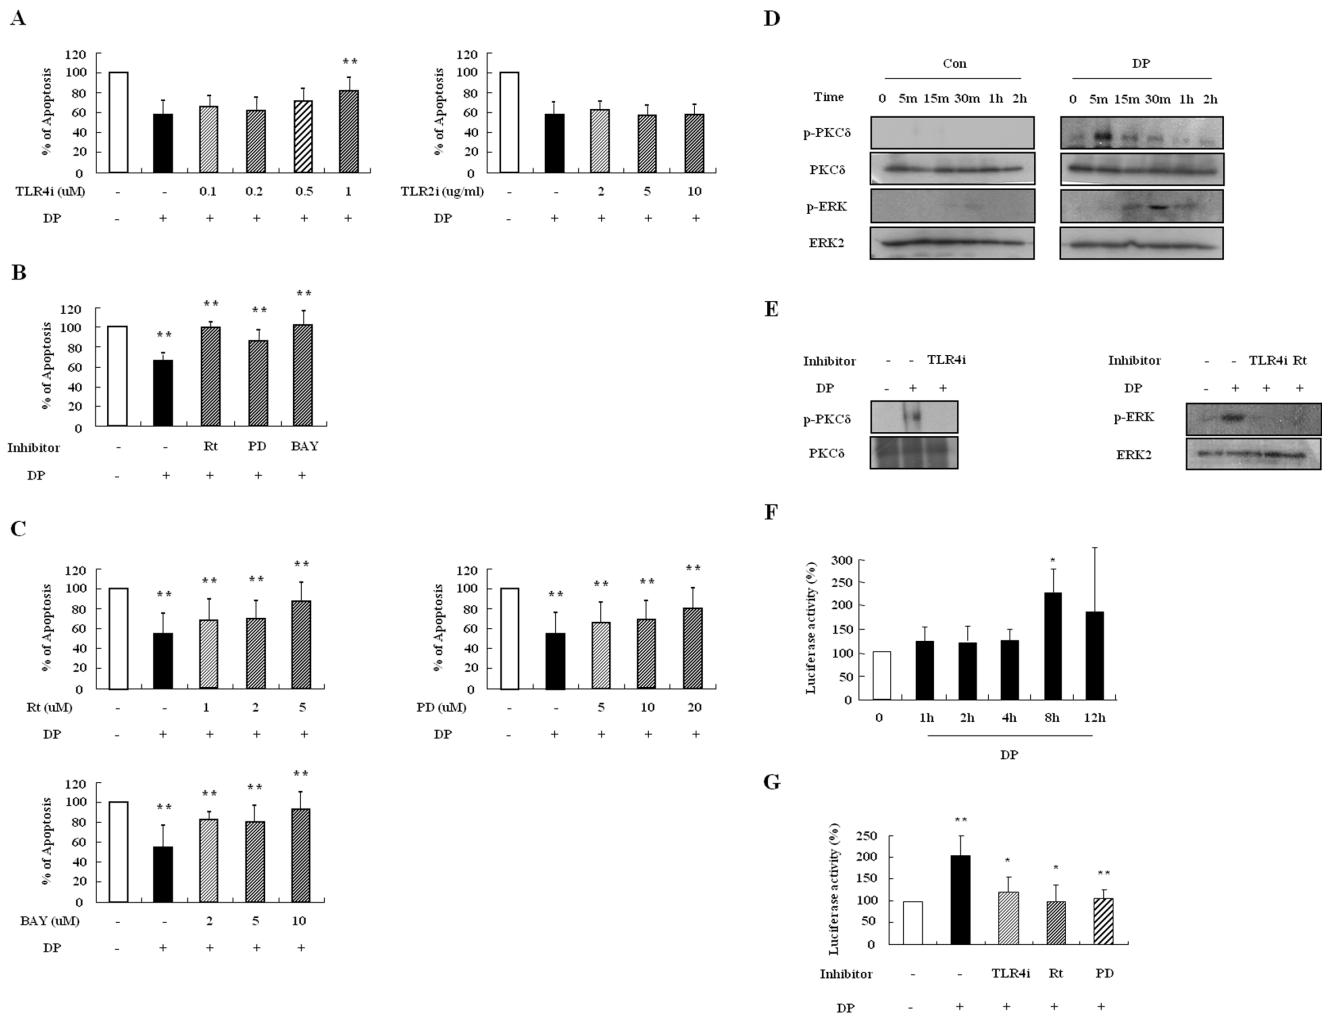 A
120
100
80
60
40
20
0
% of Apoptosis
**
TLR4i (uM) - - 0.1 0.2 0.5 1
DP - + + + + +
120
100
80
60
40
20
0
% of Apoptosis
TLR2i (ug/ml) - - 2 5 10
DP - + + + +
B
120
100
80
60
40
20
0
% of Apoptosis
** ** ** **
Inhibitor - - Rt PD BAY
DP - + + + +
C
120
100
80
60
40
20
0
% of Apoptosis
** ** ** **
Rt (uM) - - 1 2 5
DP - + + + +
120
100
80
60
40
20
0
% of Apoptosis
** ** ** **
PD (uM) - - 5 10 20
DP - + + + +
120
100
80
60
40
20
0
% of Apoptosis
** ** ** **
BAY (uM) - - 2 5 10
DP - + + + +
D
Con DP
Time 0 5m 15m 30m 1h 2h 0 5m 15m 30m 1h 2h
p-PKCδ
PKCδ
p-ERK
ERK2
E
Inhibitor - - TLR4i
DP - + +
p-PKCδ
PKCδ
Inhibitor - - TLR4i Rt
DP - + + +
p-ERK
ERK2
F
300
250
200
150
100
50
0
Luciferase activity (%)
*
0 1h 2h 4h 8h 12h
DP
G
250
200
150
100
50
0
Luciferase activity (%)
** * * **
Inhibitor - - TLR4i Rt PD
DP - + + + +